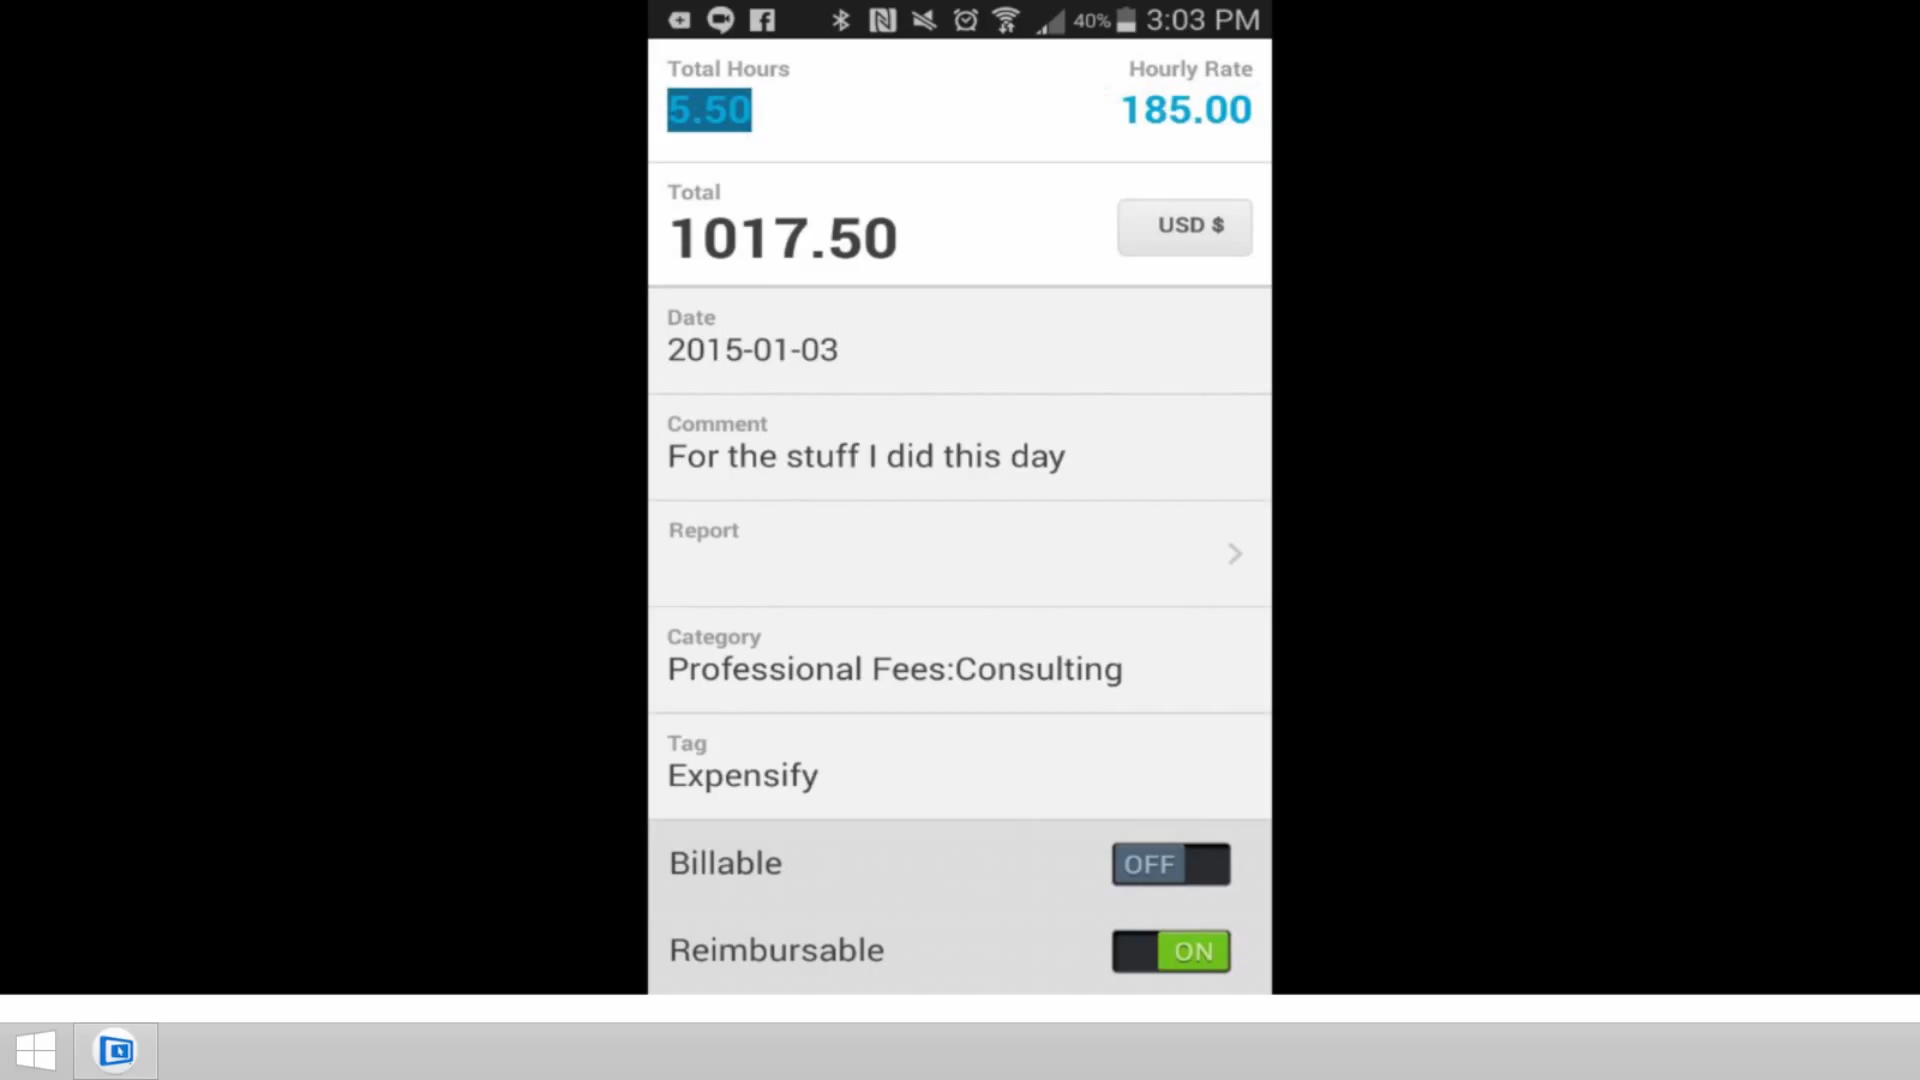 40% 3:03 PM
Total Hours Hourly Rate
5.50 185.00
Total
1017.50 USD $
Date
2015-01-03
Comment
For the stuff I did this day
Report
Category
Professional Fees:Consulting
Tag
Expensify
Billable OFF
Reimbursable ON